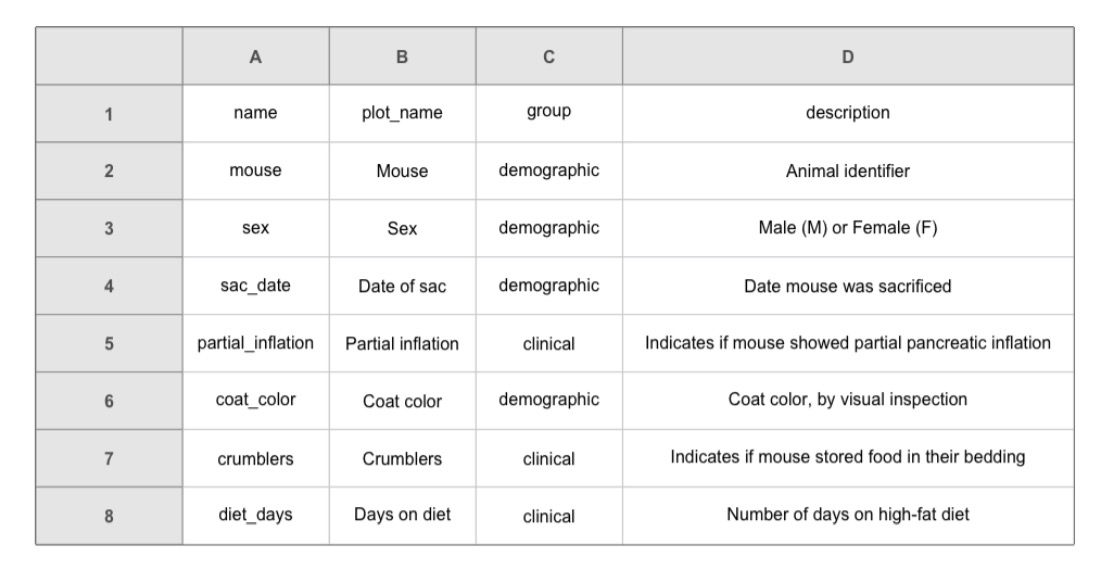 A B C D
1 name plot_name group description
2 mouse Mouse demographic Animal identifier
3 sex Sex demographic Male (M) or Female (F)
4 sac_date Date of sac demographic Date mouse was sacrificed
5 partial_inflation Partial inflation clinical Indicates if mouse showed partial pancreatic inflation
6 coat_color Coat color demographic Coat color, by visual inspection
7 crumblers Crumblers clinical Indicates if mouse stored food in their bedding
8 diet_days Days on diet clinical Number of days on high-fat diet